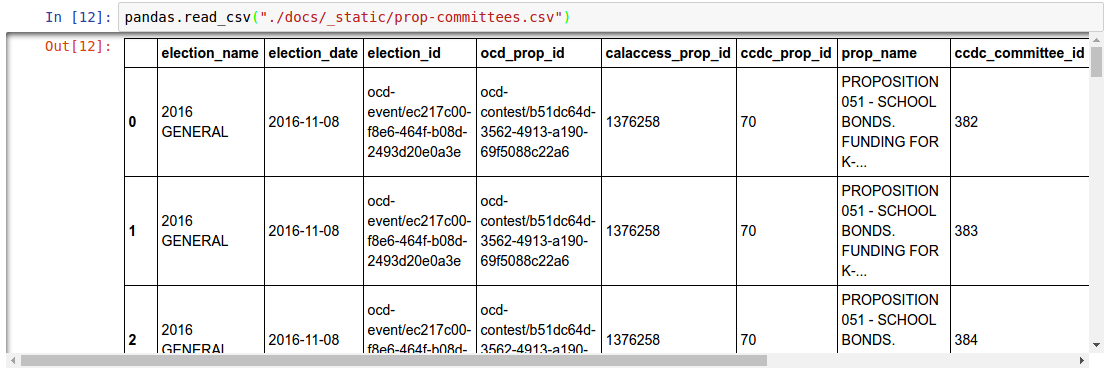 In [12]: pandas.read_csv("./docs/_static/prop-committees.csv")
Out[12]:
election_name election_date election_id ocd_prop_id calaccess_prop_id ccdc_prop_id prop_name ccdc_committee_id
0
2016
GENERAL
2016-11-08
ocd-
event/ec217c00-
f8e6-464f-b08d-
2493d20e0a3e
ocd-
contest/b51dc64d-
3562-4913-a190-
69f5088c22a6
1376258
70
PROPOSITION
051 - SCHOOL
BONDS.
FUNDING FOR
K-...
382
1
2016
GENERAL
2016-11-08
ocd-
event/ec217c00-
f8e6-464f-b08d-
2493d20e0a3e
ocd-
contest/b51dc64d-
3562-4913-a190-
69f5088c22a6
1376258
70
PROPOSITION
051 - SCHOOL
BONDS.
FUNDING FOR
K-...
383
2
2016
GENERAL
2016-11-08
ocd-
event/ec217c00-
f8e6-464f-b08d-
ocd-
contest/b51dc64d-
3562-4913-a190-
1376258
70
PROPOSITION
051 - SCHOOL
BONDS.
384